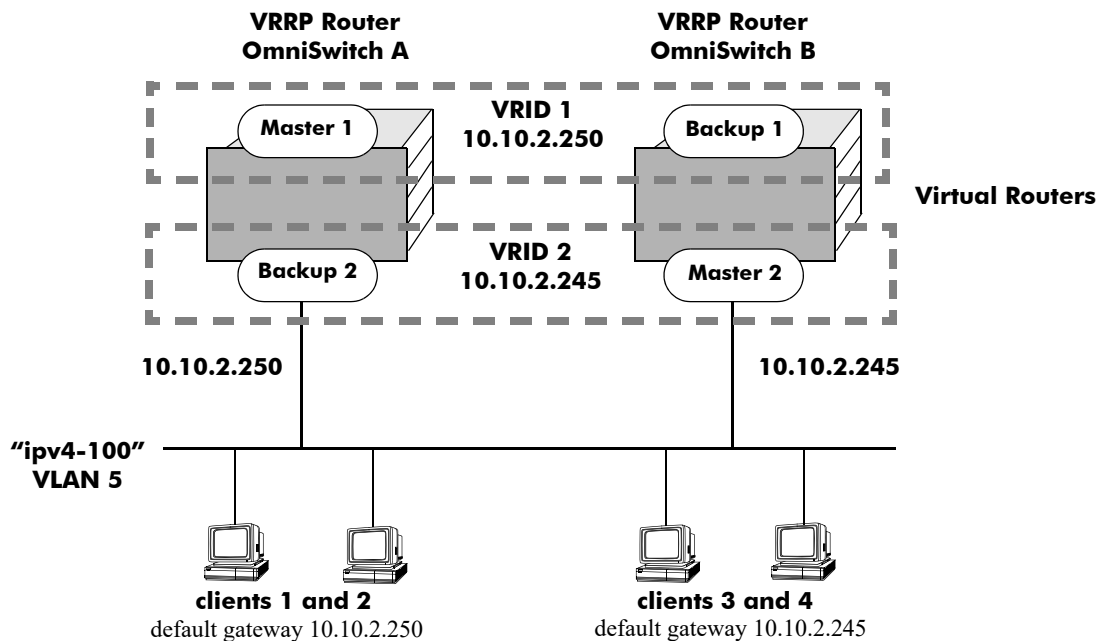 VRRP Router
OmniSwitch A
VRRP Router
OmniSwitch B
Master 1
VRID 1
10.10.2.250
Backup 1
Virtual Routers
Backup 2
VRID 2
10.10.2.245
Master 2
10.10.2.250
10.10.2.245
“ipv4-100”
VLAN 5
clients 1 and 2
default gateway 10.10.2.250
clients 3 and 4
default gateway 10.10.2.245